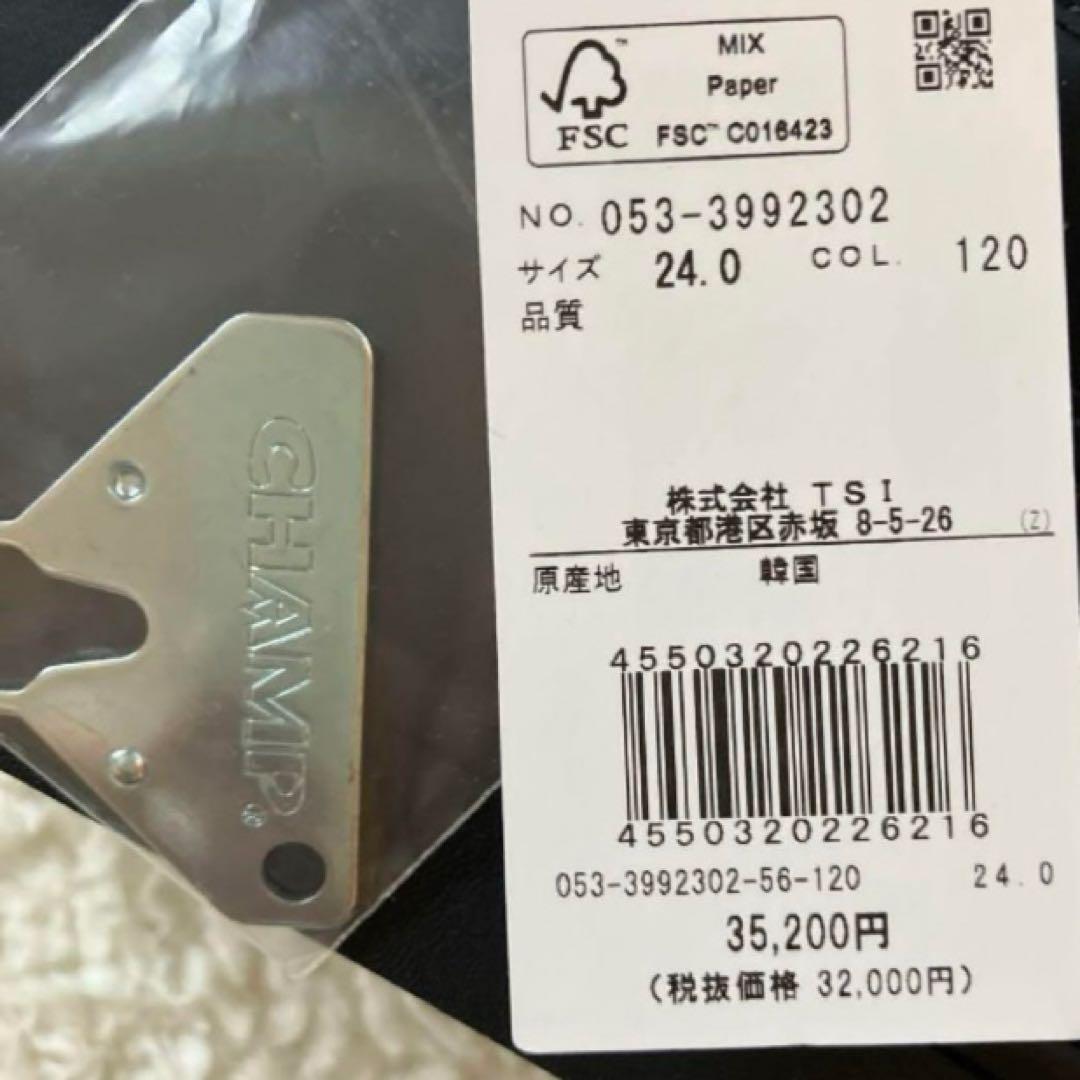 MIX
Paper
FSC™ C016423
FSC
NO. 053-3992302
サイズ 24.0 COL. 120
品質
株式会社 TSI
東京都港区赤坂 8-5-26 (Z)
原産地 韓国
4550320226216
4550320226216
053-3992302-56-120 24.0
35,200円
(税抜価格 32,000円)
CHAMP®